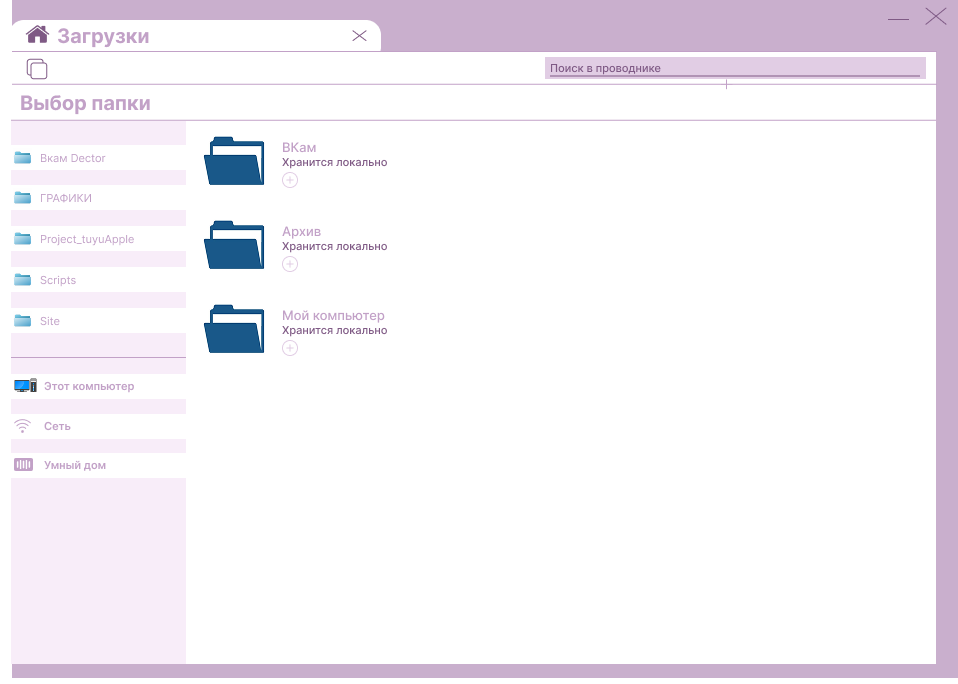 Загрузки
Поиск в проводнике
Выбор папки
Вкам Dector
ГРАФИКИ
Project_tuyuApple
Scripts
Site
Этот компьютер
Сеть
Умный дом
ВКам
Хранится локально
Архив
Хранится локально
Мой компьютер
Хранится локально